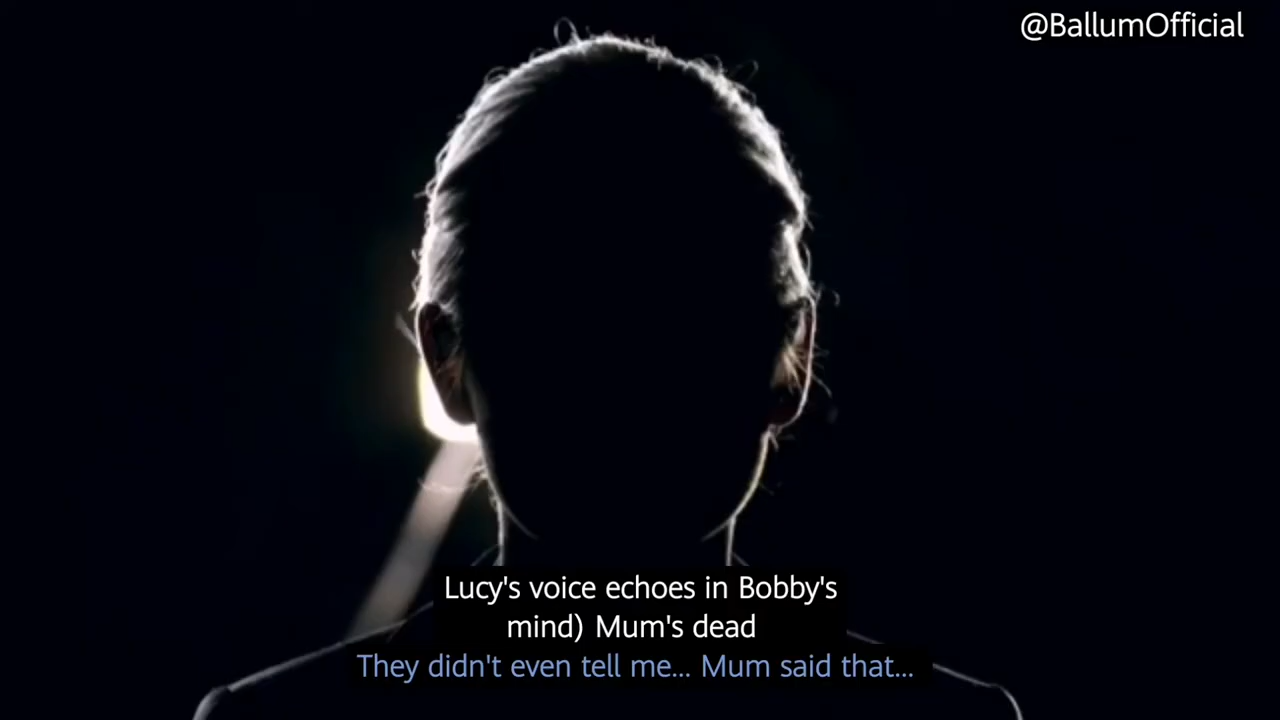 @BallumOfficial
Lucy's voice echoes in Bobby's
mind) Mum's dead
They didn't even tell me... Mum said that...